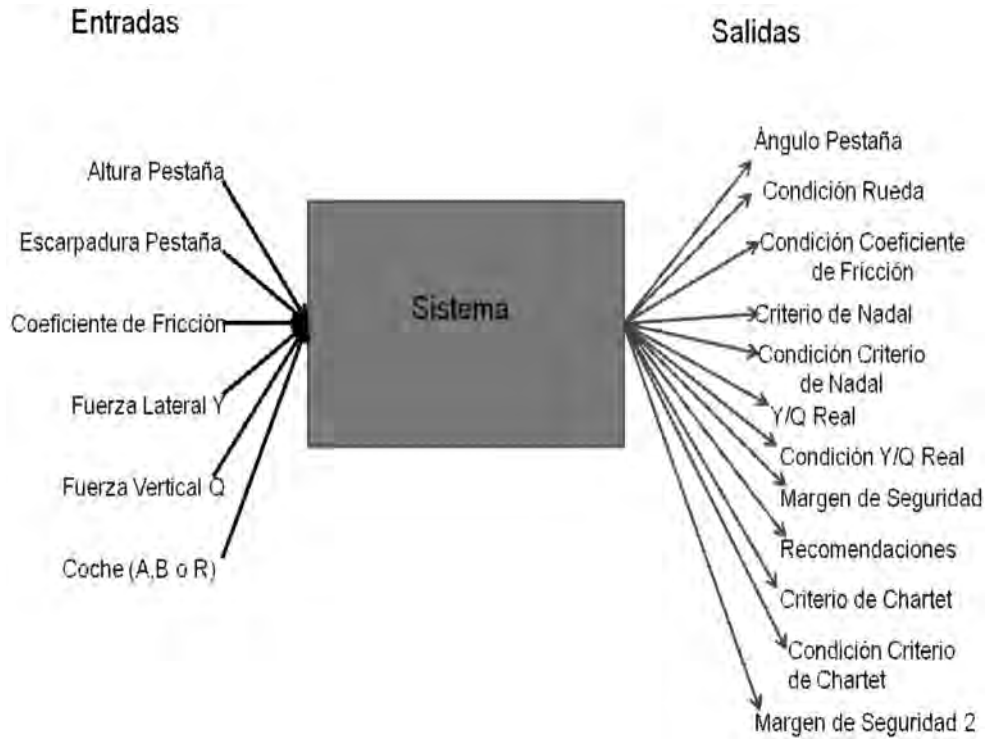 Entradas
Altura Pestaña
Escarpadura Pestaña
Coeficiente de Fricción
Fuerza Lateral Y
Fuerza Vertical Q
Coche (A,B o R)
Sistema
Salidas
Ángulo Pestaña
Condición Rueda
Condición Coeficiente
de Fricción
Criterio de Nadal
Condición Criterio
de Nadal
Y/Q Real
Condición Y/Q Real
Margen de Seguridad
Recomendaciones
Criterio de Chartet
Condición Criterio
de Chartet
Margen de Seguridad 2